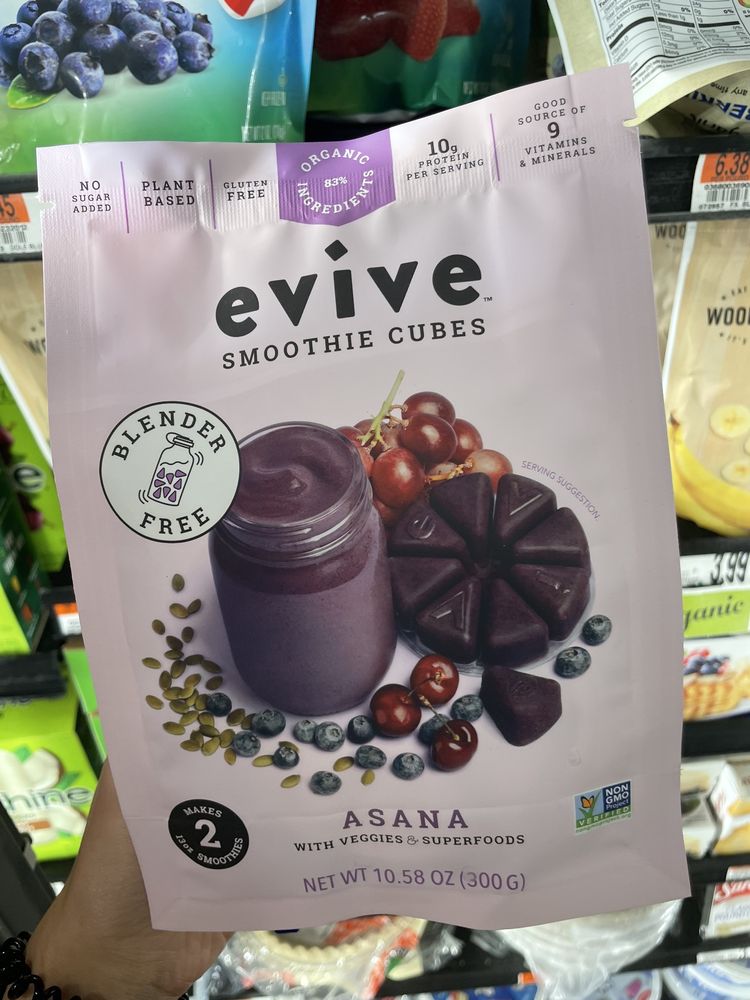 NO
SUGAR
ADDED
PLANT
BASED
GLUTEN
FREE
ORGANIC
83%
INGREDIENTS
10g
PROTEIN
PER SERVING
GOOD
SOURCE OF
9
VITAMINS
& MINERALS
evive™
SMOOTHIE CUBES
BLENDER
FREE
SERVING SUGGESTION
MAKES
2
13oz SMOOTHIES
ASANA
WITH VEGGIES & SUPERFOODS
NET WT 10.58 OZ (300 G)
NON
GMO
Project
VERIFIED
6.38
3.99